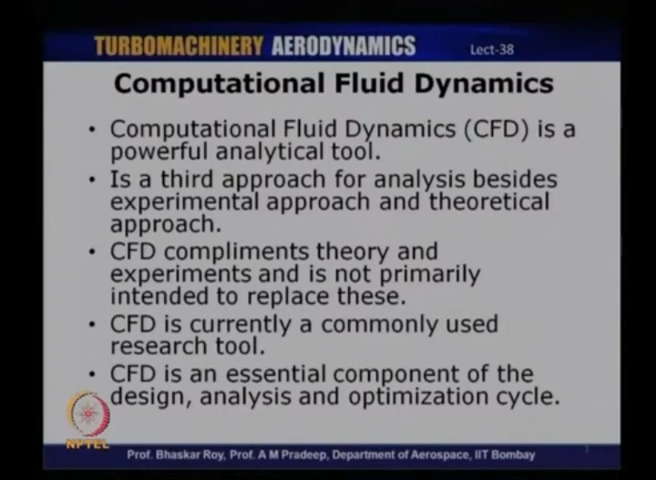 TURBOMACHINERY AERODYNAMICS Lect-38
Computational Fluid Dynamics
• Computational Fluid Dynamics (CFD) is a
powerful analytical tool.
• Is a third approach for analysis besides
experimental approach and theoretical
approach.
• CFD compliments theory and
experiments and is not primarily
intended to replace these.
• CFD is currently a commonly used
research tool.
• CFD is an essential component of the
design, analysis and optimization cycle.
NPTEL
Prof. Bhaskar Roy, Prof. A M Pradeep, Department of Aerospace, IIT Bombay